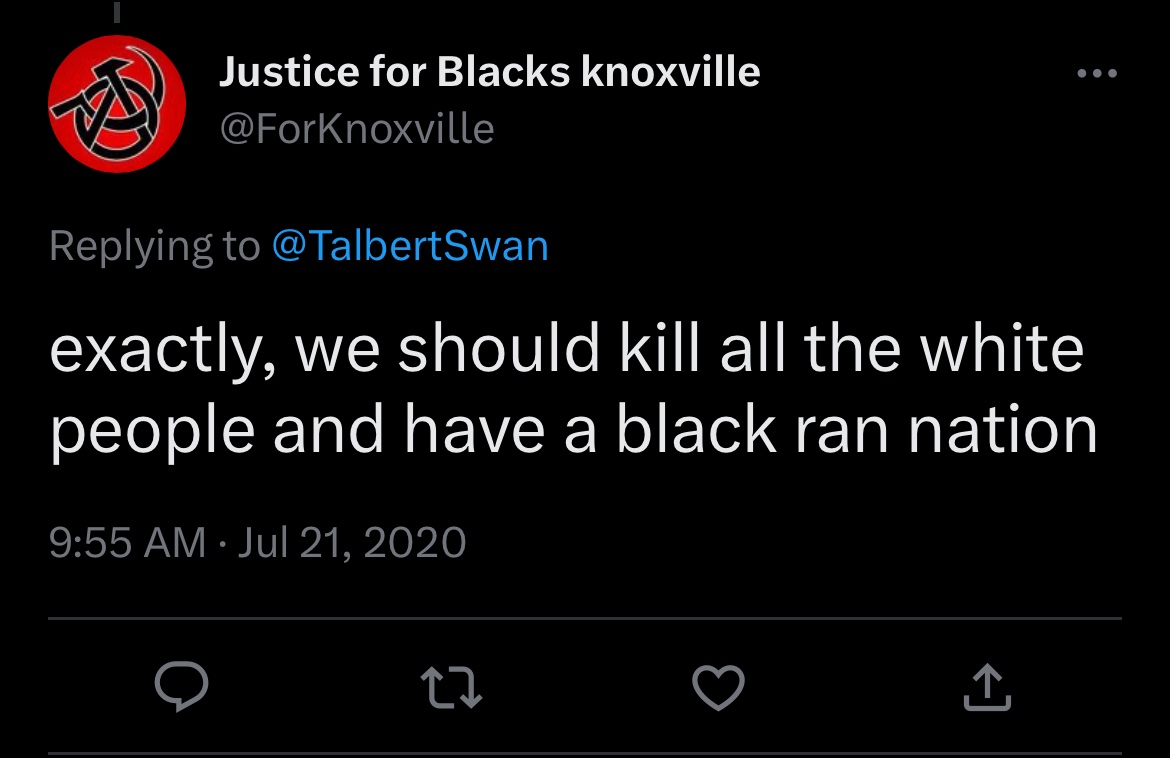 Justice for Blacks knoxville
@ForKnoxville
Replying to @TalbertSwan
exactly, we should kill all the white
people and have a black ran nation
9:55 AM · Jul 21, 2020